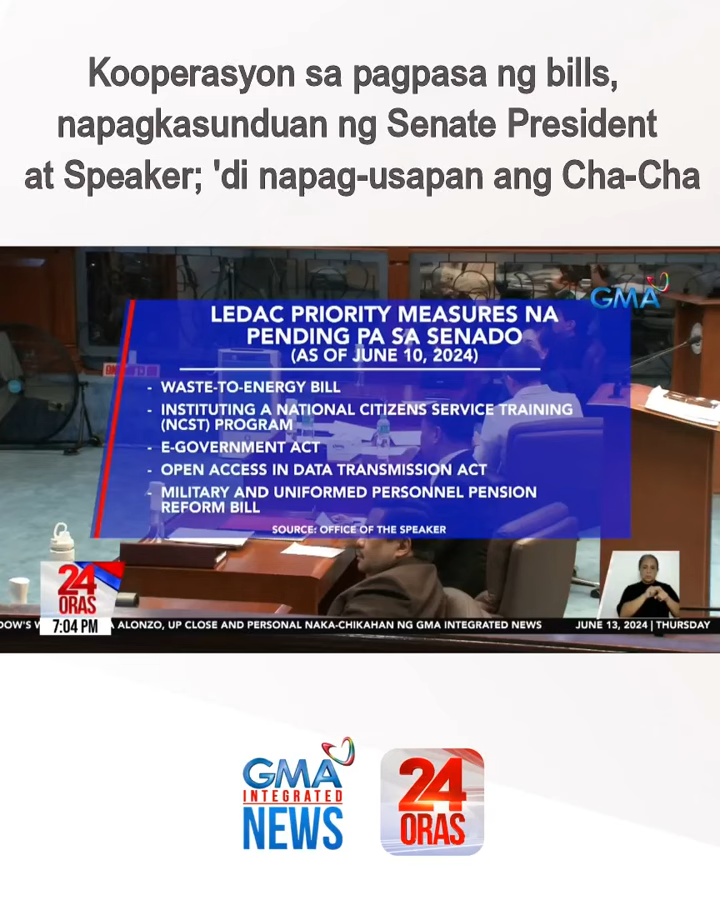 Kooperasyon sa pagpasa ng bills,
napagkasunduan ng Senate President
at Speaker; 'di napag-usapan ang Cha-Cha
GMA
LEDAC PRIORITY MEASURES NA
PENDING PA SA SENADO
(AS OF JUNE 10, 2024)
- WASTE-TO-ENERGY BILL
- INSTITUTING A NATIONAL CITIZENS SERVICE TRAINING
(NCST) PROGRAM
- E-GOVERNMENT ACT
- OPEN ACCESS IN DATA TRANSMISSION ACT
- MILITARY AND UNIFORMED PERSONNEL PENSION
REFORM BILL
SOURCE: OFFICE OF THE SPEAKER
24
ORAS
7:04 PM
ALONZO, UP CLOSE AND PERSONAL NAKA-CHIKAHAN NG GMA INTEGRATED NEWS
JUNE 13, 2024 | THURSDAY
GMA
INTEGRATED
NEWS
24
ORAS